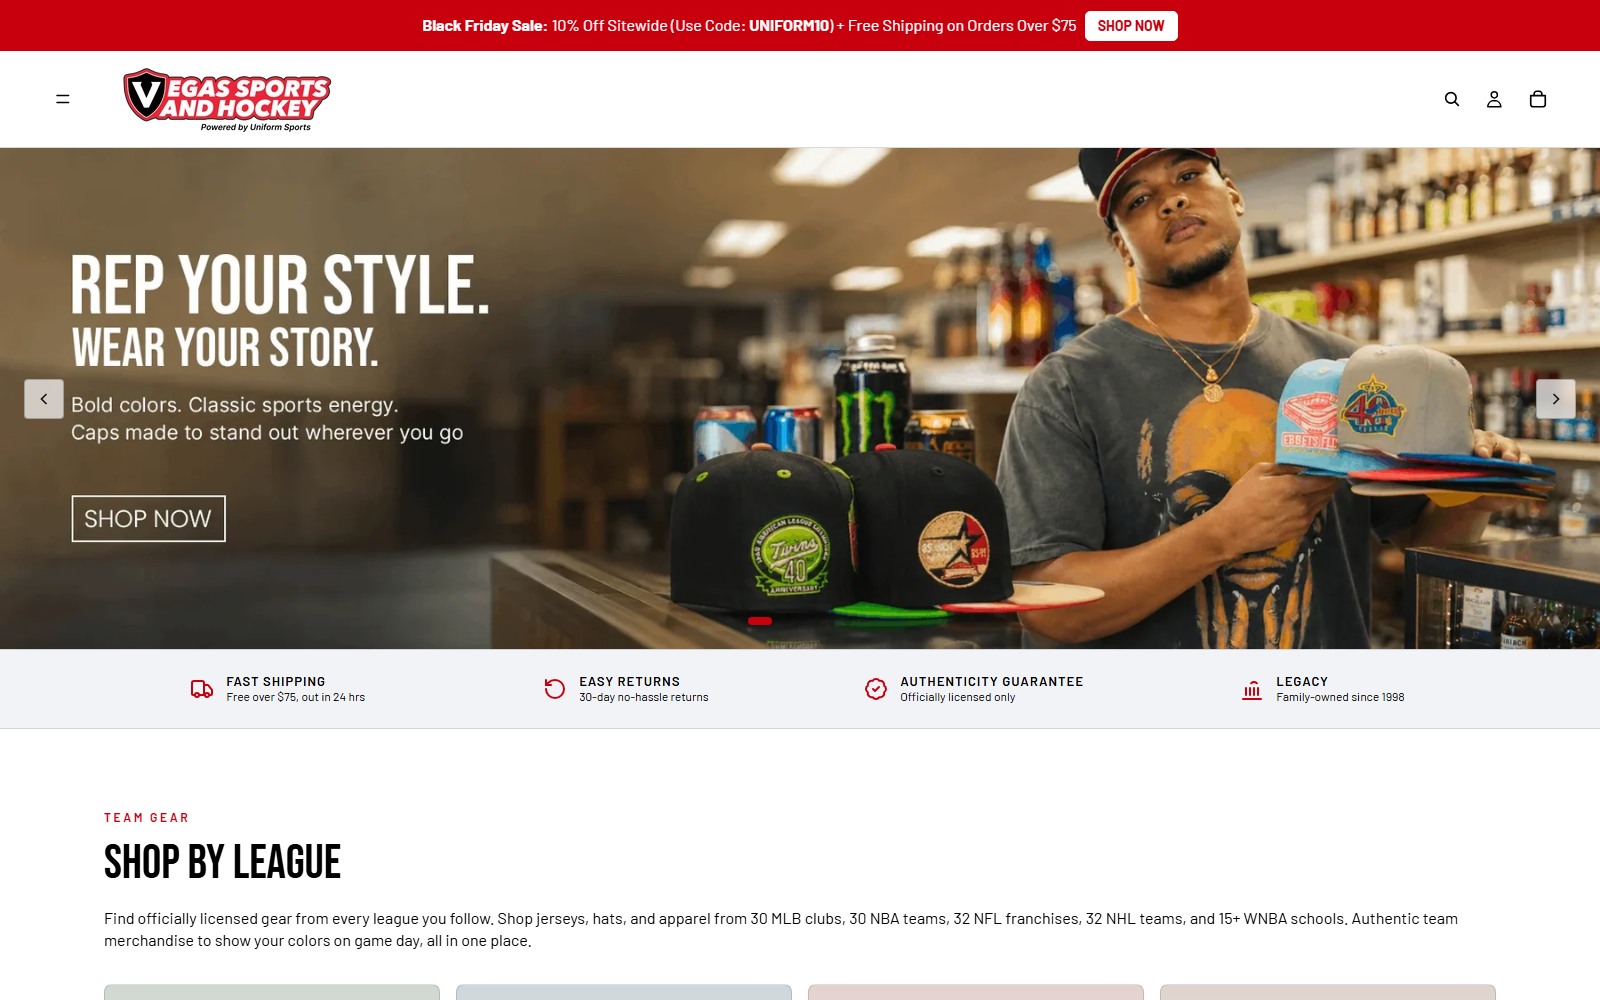 Black Friday Sale: 10% Off Sitewide (Use Code: UNIFORM10) + Free Shipping on Orders Over $75 SHOP NOW
VEGAS SPORTS
AND HOCKEY
Powered by Uniform Sports
REP YOUR STYLE.
WEAR YOUR STORY.
Bold colors. Classic sports energy.
Caps made to stand out wherever you go
SHOP NOW
Twins
40
ANNIVERSARY
FAST SHIPPING
Free over $75, out in 24 hrs
EASY RETURNS
30-day no-hassle returns
AUTHENTICITY GUARANTEE
Officially licensed only
LEGACY
Family-owned since 1998
TEAM GEAR
SHOP BY LEAGUE
Find officially licensed gear from every league you follow. Shop jerseys, hats, and apparel from 30 MLB clubs, 30 NBA teams, 32 NFL franchises, 32 NHL teams, and 15+ WNBA schools. Authentic team
merchandise to show your colors on game day, all in one place.